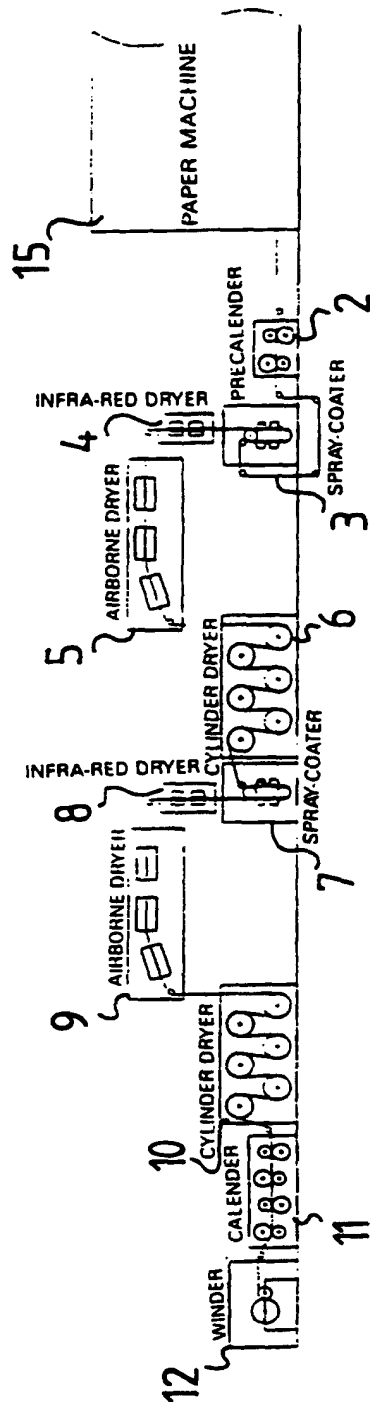 15
PAPER MACHINE
PRECALENDER
2
INFRA-RED DRYER
4
SPRAY-COATER
3
AIRBORNE DRYER
5
CYLINDER DRYER
6
INFRA-RED DRYER
8
SPRAY-COATER
7
AIRBORNE DRYER
9
CYLINDER DRYER
10
CALENDER
11
WINDER
12